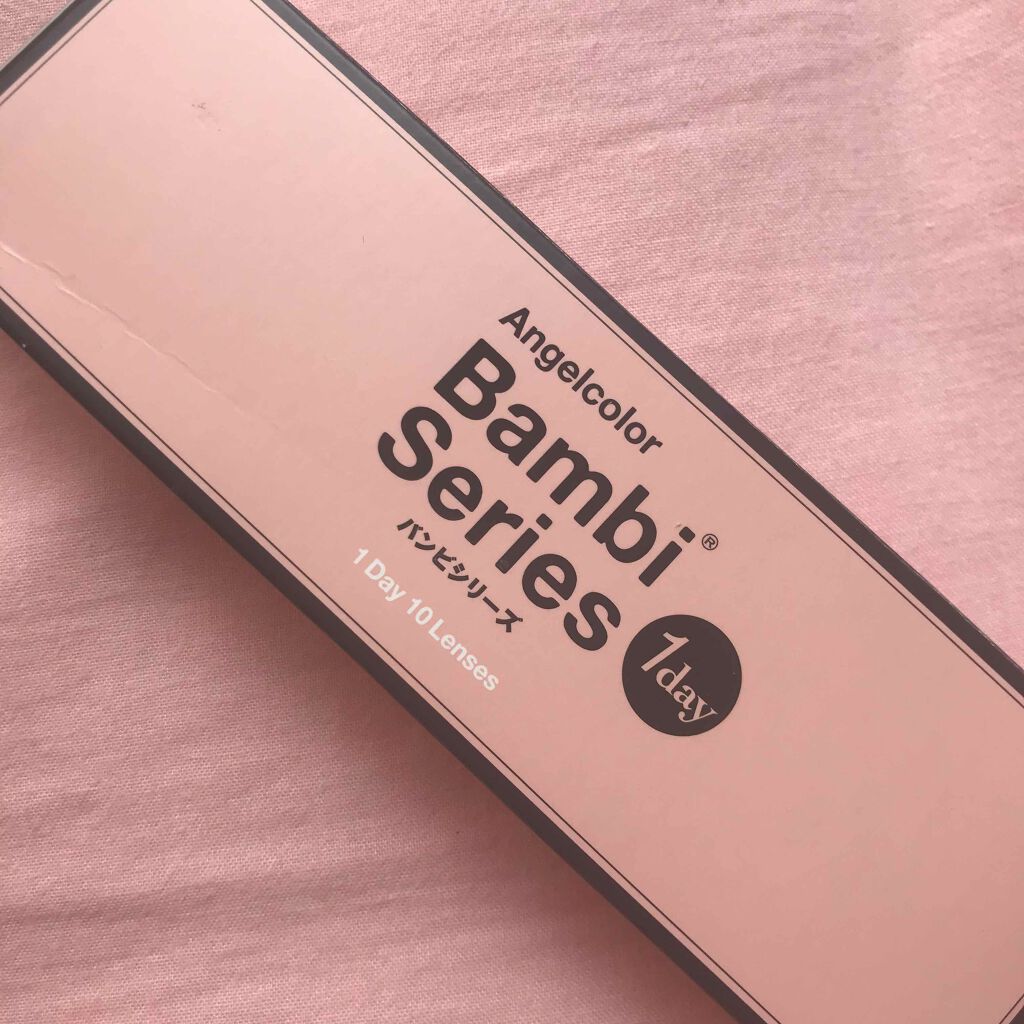 Angelcolor
Bambi®
Series
1day
バンビシリーズ
1 Day 10 Lenses